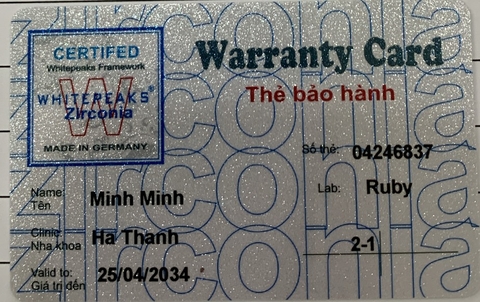 CERTIFED
Whitepeaks Framework
WHITEPEAKS®
Zirconia
MADE IN GERMANY
Warranty Card
Thẻ bảo hành
Số thẻ: 04246837
Lab: Ruby
Name:
Tên
Minh Minh
Clinic:
Nha khoa
Ha Thanh
2-1
Valid to:
Giá trị đến
25/04/2034
zirconia